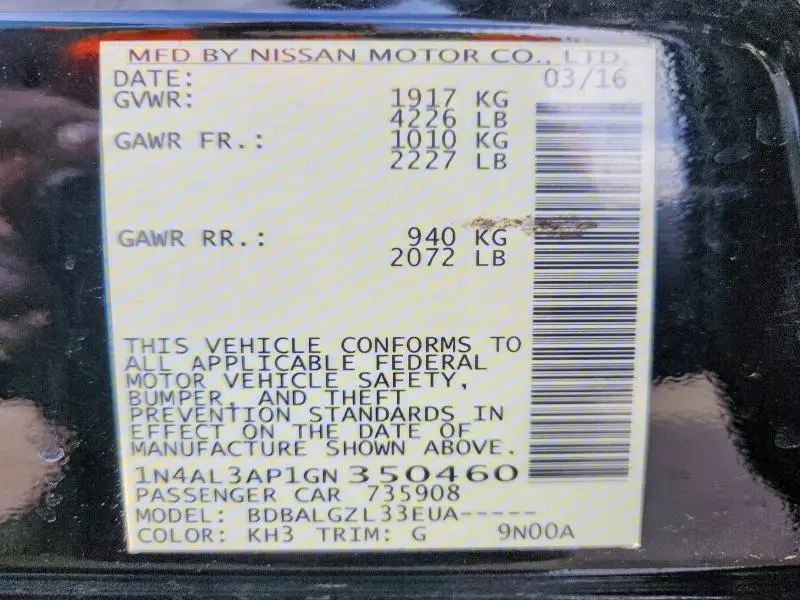 MFD BY NISSAN MOTOR CO., LTD.
DATE: 03/16
GVWR: 1917 KG
4226 LB
GAWR FR.: 1010 KG
2227 LB
GAWR RR.: 940 KG
2072 LB
THIS VEHICLE CONFORMS TO
ALL APPLICABLE FEDERAL
MOTOR VEHICLE SAFETY,
BUMPER, AND THEFT
PREVENTION STANDARDS IN
EFFECT ON THE DATE OF
MANUFACTURE SHOWN ABOVE.
1N4AL3AP1GN350460
PASSENGER CAR 735908
MODEL: BDBALGZL33EUA-----
COLOR: KH3 TRIM: G 9N00A